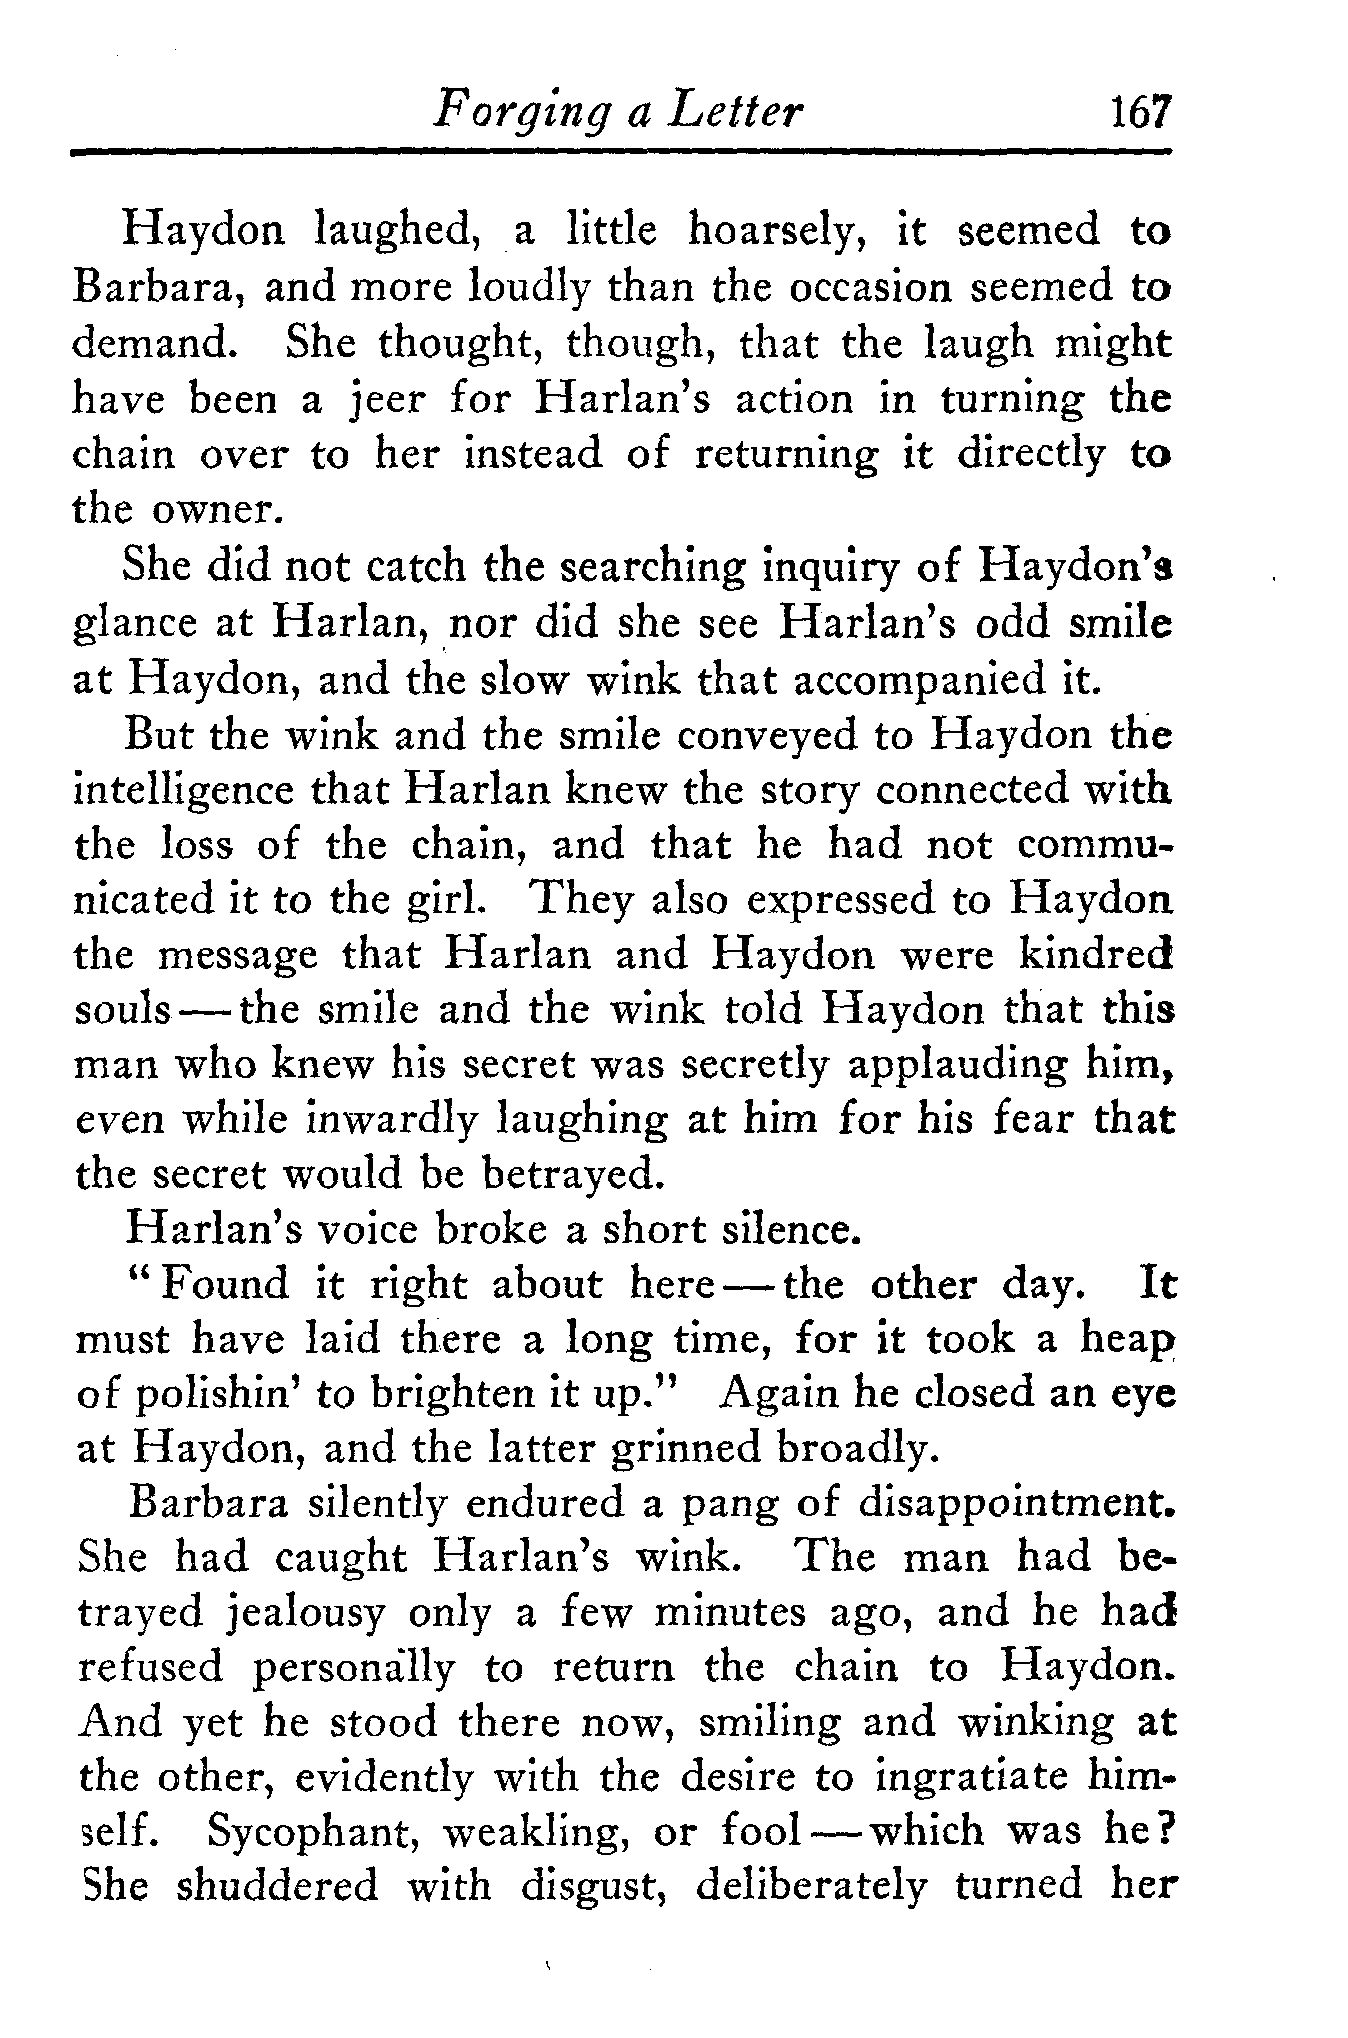 Forging a Letter 167
Haydon laughed, a little hoarsely, it seemed to
Barbara, and more loudly than the occasion seemed to
demand. She thought, though, that the laugh might
have been a jeer for Harlan's action in turning the
chain over to her instead of returning it directly to
the owner.
She did not catch the searching inquiry of Haydon's
glance at Harlan, nor did she see Harlan's odd smile
at Haydon, and the slow wink that accompanied it.
But the wink and the smile conveyed to Haydon the
intelligence that Harlan knew the story connected with
the loss of the chain, and that he had not commu-
nicated it to the girl. They also expressed to Haydon
the message that Harlan and Haydon were kindred
souls—the smile and the wink told Haydon that this
man who knew his secret was secretly applauding him,
even while inwardly laughing at him for his fear that
the secret would be betrayed.
Harlan's voice broke a short silence.
"Found it right about here—the other day. It
must have laid there a long time, for it took a heap
of polishin' to brighten it up." Again he closed an eye
at Haydon, and the latter grinned broadly.
Barbara silently endured a pang of disappointment.
She had caught Harlan's wink. The man had be-
trayed jealousy only a few minutes ago, and he had
refused personally to return the chain to Haydon.
And yet he stood there now, smiling and winking at
the other, evidently with the desire to ingratiate him-
self. Sycophant, weakling, or fool—which was he?
She shuddered with disgust, deliberately turned her